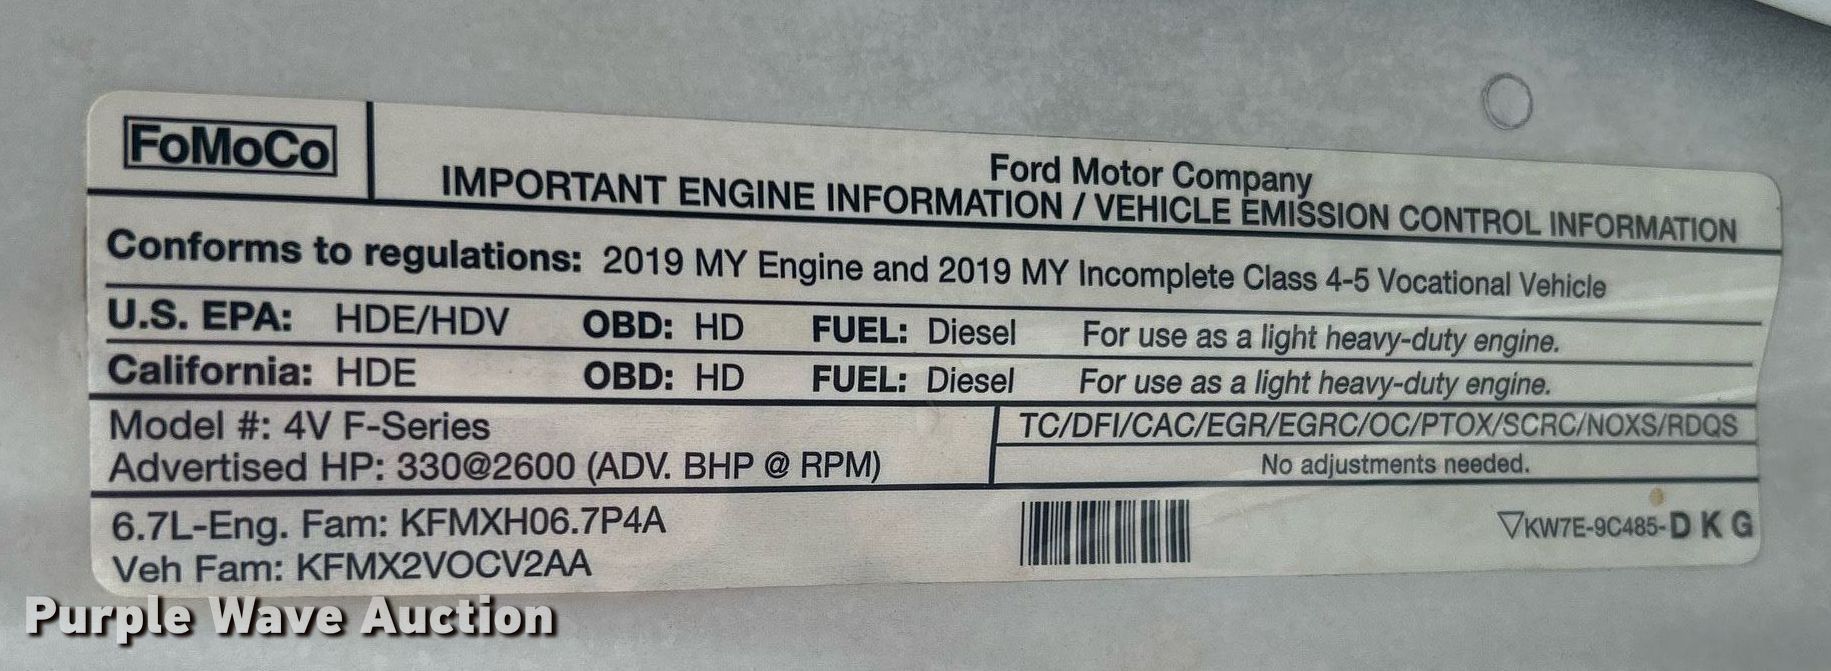 FoMoCo
Ford Motor Company
IMPORTANT ENGINE INFORMATION / VEHICLE EMISSION CONTROL INFORMATION
Conforms to regulations: 2019 MY Engine and 2019 MY Incomplete Class 4-5 Vocational Vehicle
U.S. EPA: HDE/HDV OBD: HD FUEL: Diesel For use as a light heavy-duty engine.
California: HDE OBD: HD FUEL: Diesel For use as a light heavy-duty engine.
Model #: 4V F-Series
Advertised HP: 330@2600 (ADV. BHP @ RPM)
TC/DFI/CAC/EGR/EGRC/OC/PTOX/SCRC/NOXS/RDQS
No adjustments needed.
6.7L-Eng. Fam: KFMXH06.7P4A
Veh Fam: KFMX2VOCV2AA
▽KW7E-9C485-D K G
Purple Wave Auction